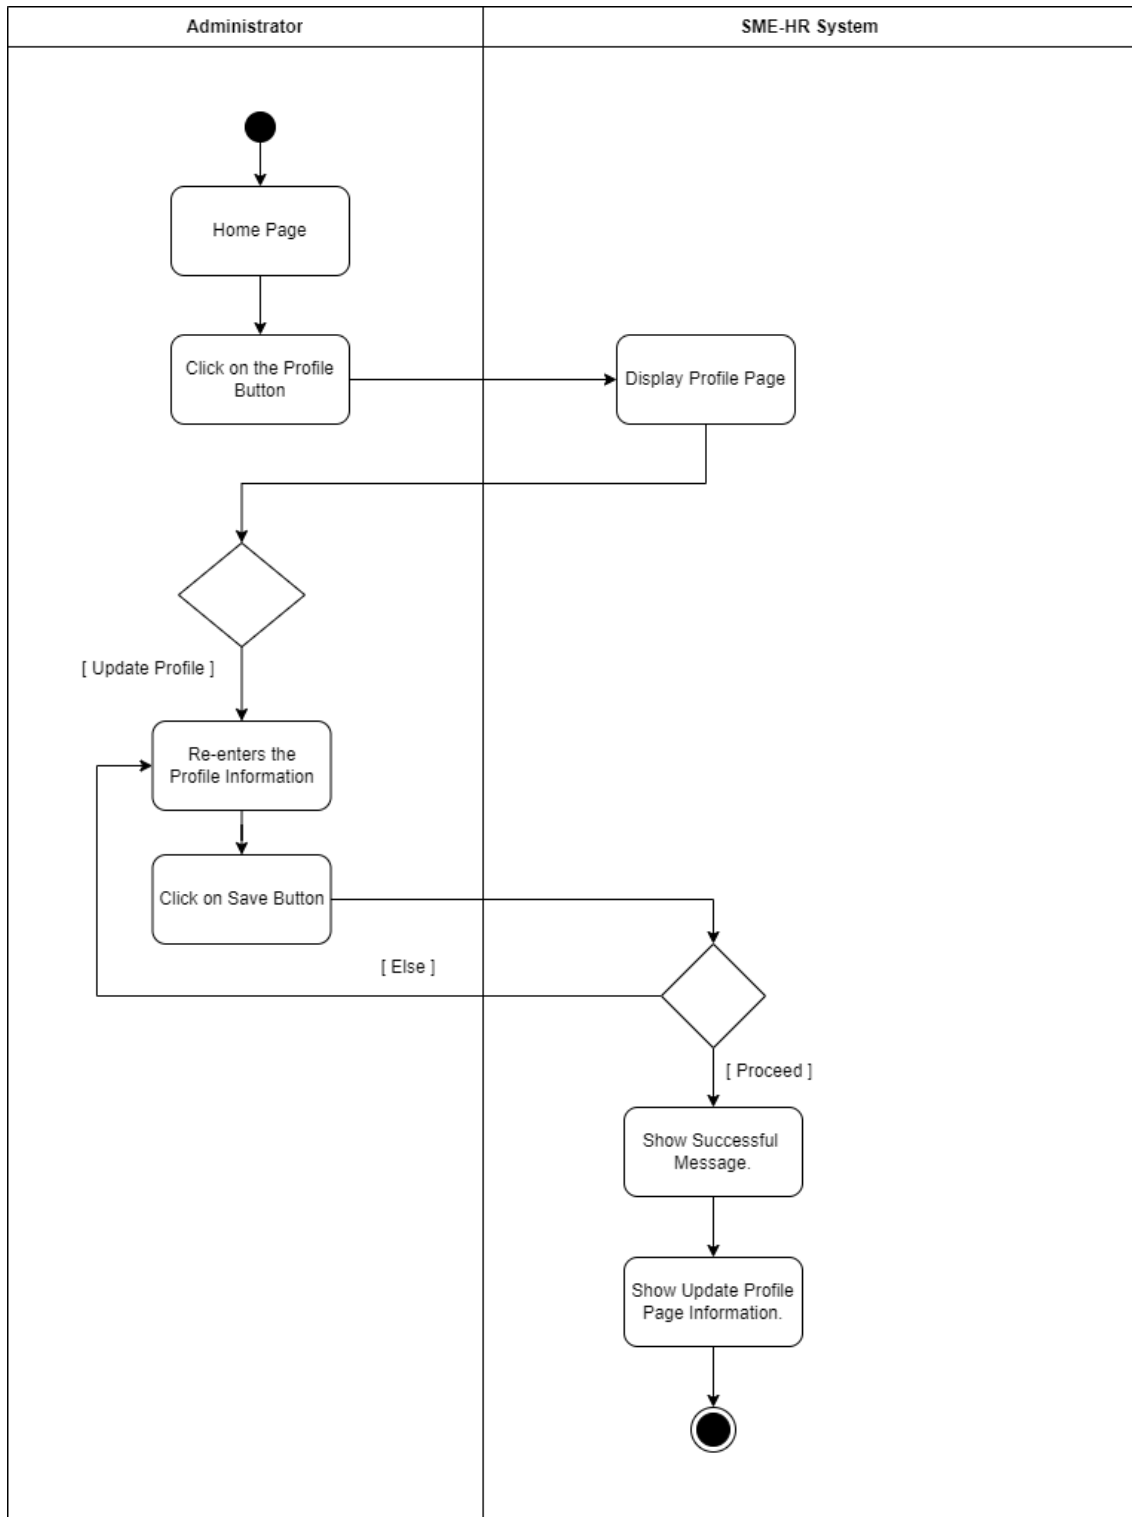 Administrator
SME-HR System
Home Page
Click on the Profile
Button
Display Profile Page
[ Update Profile ]
Re-enters the
Profile Information
Click on Save Button
[ Else ]
[ Proceed ]
Show Successful
Message.
Show Update Profile
Page Information.